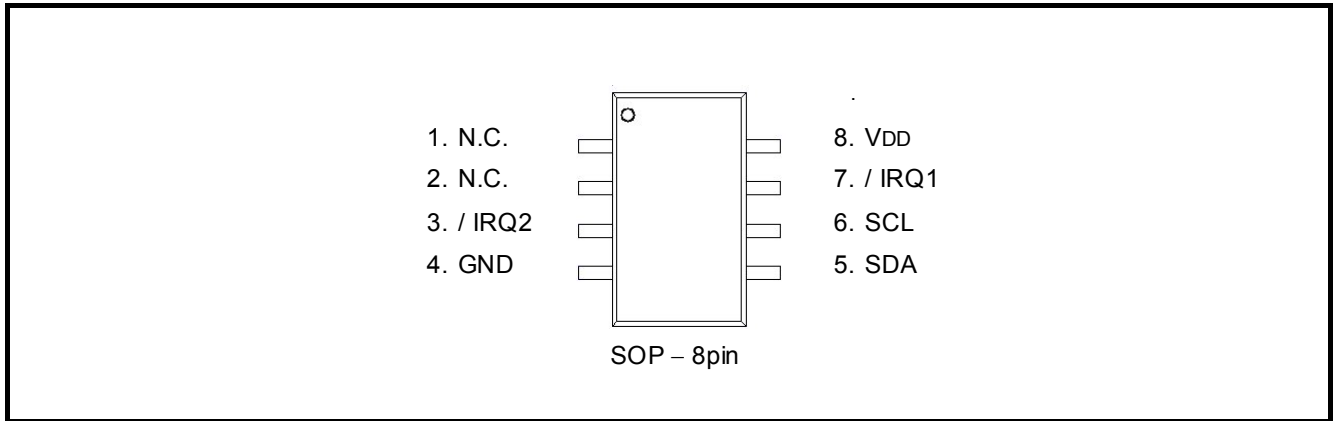 1. N.C.
2. N.C.
3. / IRQ2
4. GND
8. VDD
7. / IRQ1
6. SCL
5. SDA
SOP – 8pin